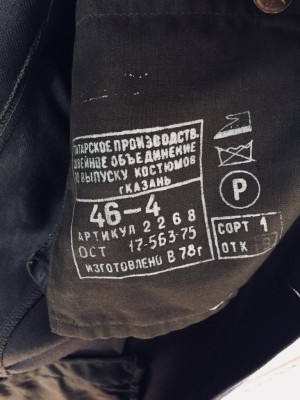 ТАТАРСКОЕ ПРОИЗВОДСТВ.
ШВЕЙНОЕ ОБЪЕДИНЕНИЕ
ПО ВЫПУСКУ КОСТЮМОВ
г КАЗАНЬ
46-4
АРТИКУЛ 2268
ОСТ 17-563-75
ИЗГОТОВЛЕНО В 78 г
P
СОРТ 1
ОТК